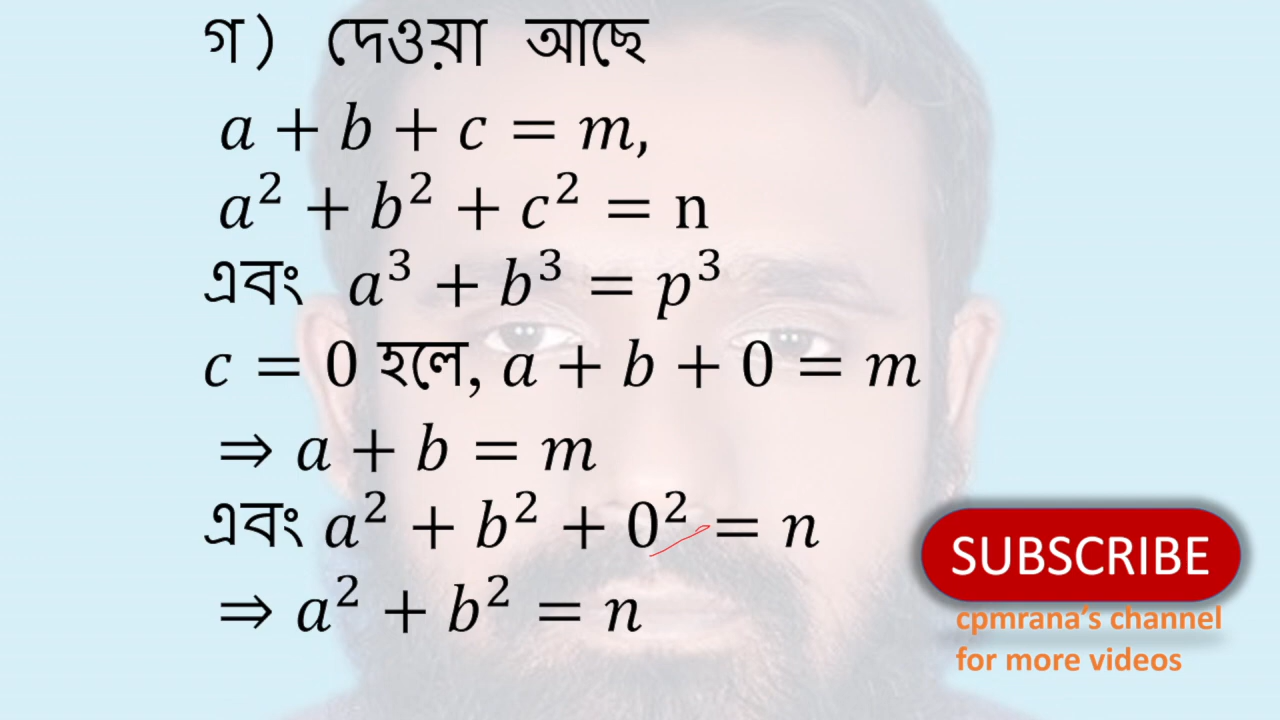 গ) দেওয়া আছে
a + b + c = m,
a² + b² + c² = n
এবং a³ + b³ = p³
c = 0 হলে, a + b + 0 = m
⇒ a + b = m
এবং a² + b² + 0² = n
⇒ a² + b² = n
SUBSCRIBE
cpmrana’s channel
for more videos